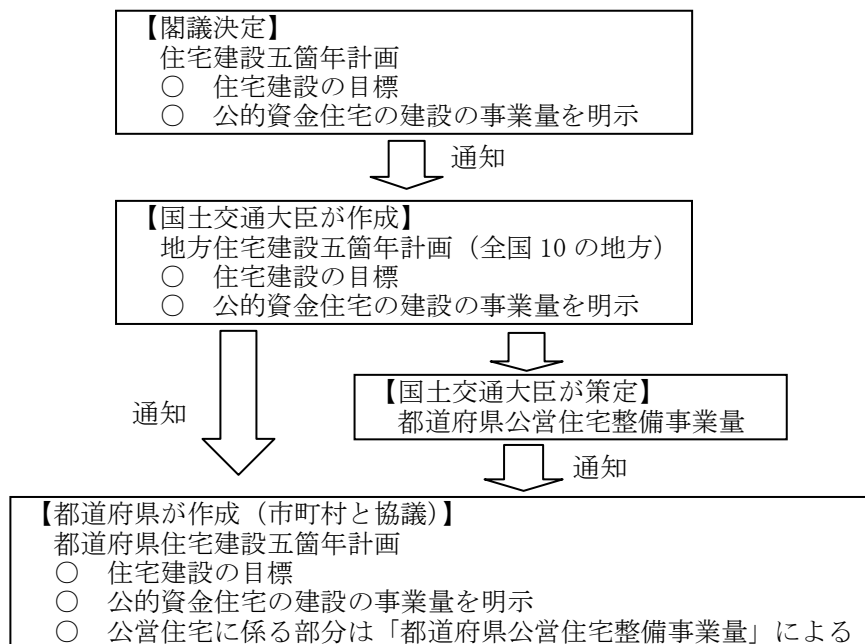 【閣議決定】
住宅建設五箇年計画
○ 住宅建設の目標
○ 公的資金住宅の建設の事業量を明示
通知
【国土交通大臣が作成】
地方住宅建設五箇年計画（全国 10 の地方）
○ 住宅建設の目標
○ 公的資金住宅の建設の事業量を明示
【国土交通大臣が策定】
都道府県公営住宅整備事業量
通知
通知
【都道府県が作成（市町村と協議）】
都道府県住宅建設五箇年計画
○ 住宅建設の目標
○ 公的資金住宅の建設の事業量を明示
○ 公営住宅に係る部分は「都道府県公営住宅整備事業量」による